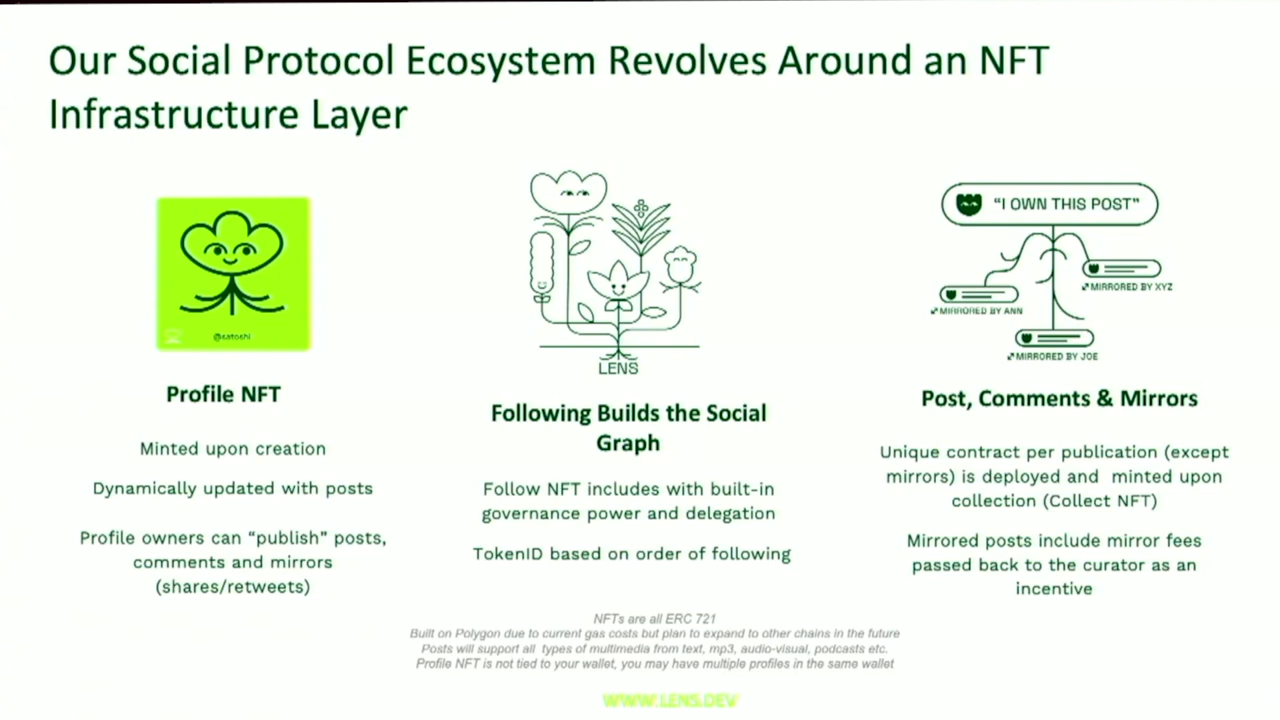 Our Social Protocol Ecosystem Revolves Around an NFT
Infrastructure Layer
@satoshi
Profile NFT
Minted upon creation
Dynamically updated with posts
Profile owners can “publish” posts,
comments and mirrors
(shares/retweets)
LENS
Following Builds the Social
Graph
Follow NFT includes with built-in
governance power and delegation
TokenID based on order of following
“I OWN THIS POST”
MIRRORED BY XYZ
MIRRORED BY ANN
MIRRORED BY JOE
Post, Comments & Mirrors
Unique contract per publication (except
mirrors) is deployed and minted upon
collection (Collect NFT)
Mirrored posts include mirror fees
passed back to the curator as an
incentive
NFTs are all ERC 721
Built on Polygon due to current gas costs but plan to expand to other chains in the future
Posts will support all types of multimedia from text, mp3, audio-visual, podcasts etc.
Profile NFT is not tied to your wallet, you may have multiple profiles in the same wallet
WWW.LENS.DEV